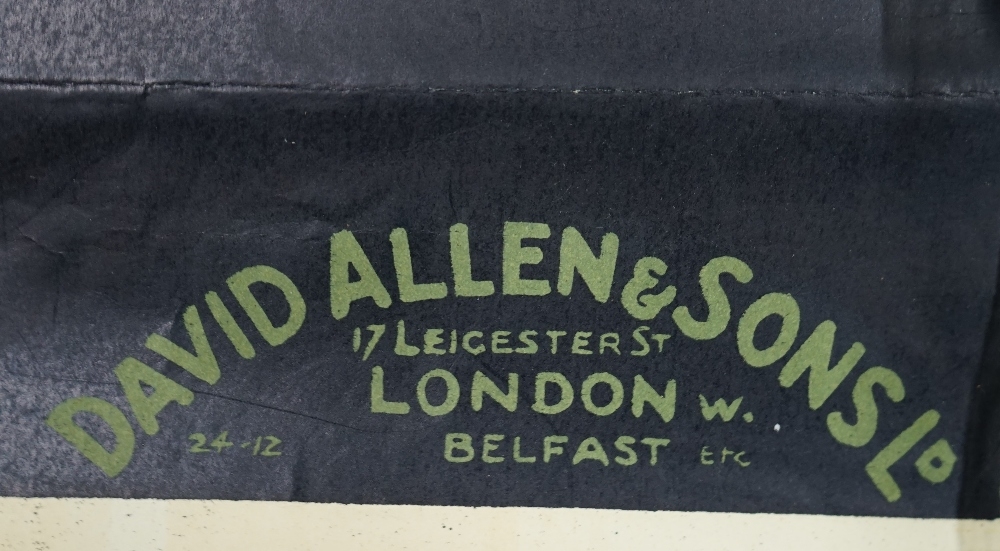 DAVID ALLEN & SONS LD
17 LEICESTER ST
LONDON W.
BELFAST ETC
24-12